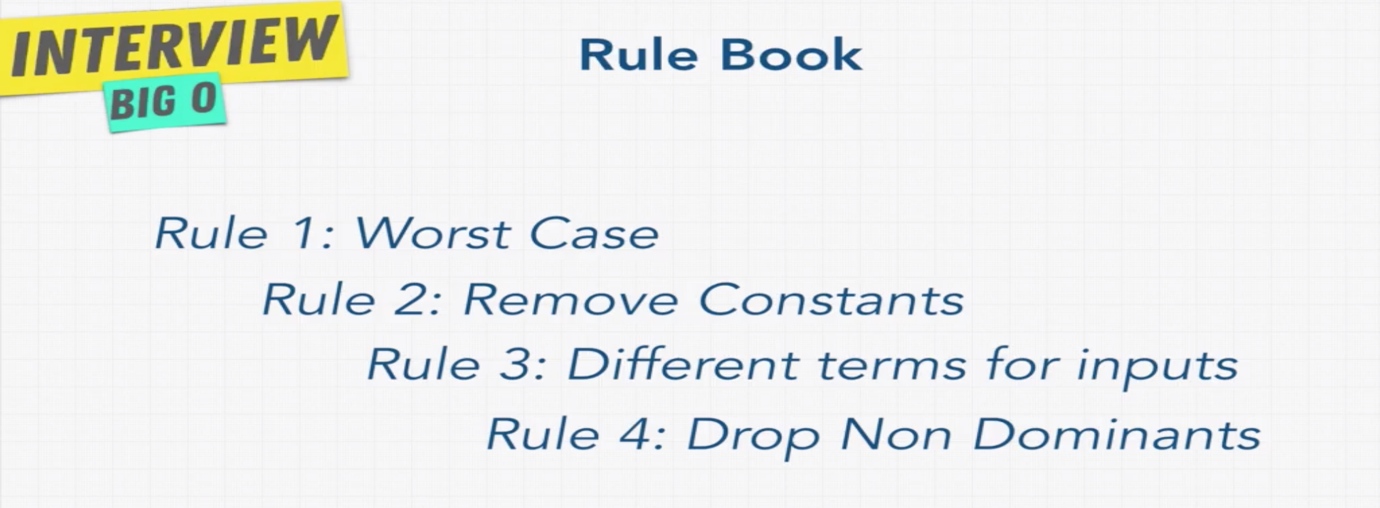 INTERVIEW
BIG O
Rule Book
Rule 1: Worst Case
Rule 2: Remove Constants
Rule 3: Different terms for inputs
Rule 4: Drop Non Dominants